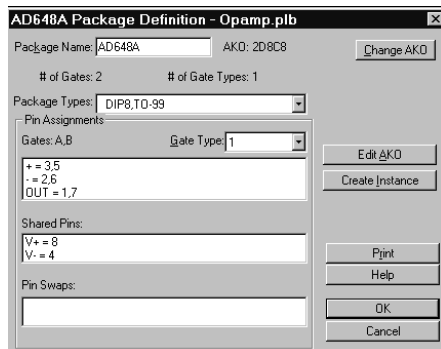 AD648A Package Definition - Opamp.plb
Package Name: AD648A AKO: 2D8C8 Change AKO
# of Gates: 2 # of Gate Types: 1
Package Types: DIP8,TO-99
Pin Assignments
Gates: A,B Gate Type: 1
Edit AKO
+ = 3,5
- = 2,6
OUT = 1,7
Create Instance
Shared Pins:
V+ = 8
V- = 4
Print
Help
Pin Swaps:
OK
Cancel